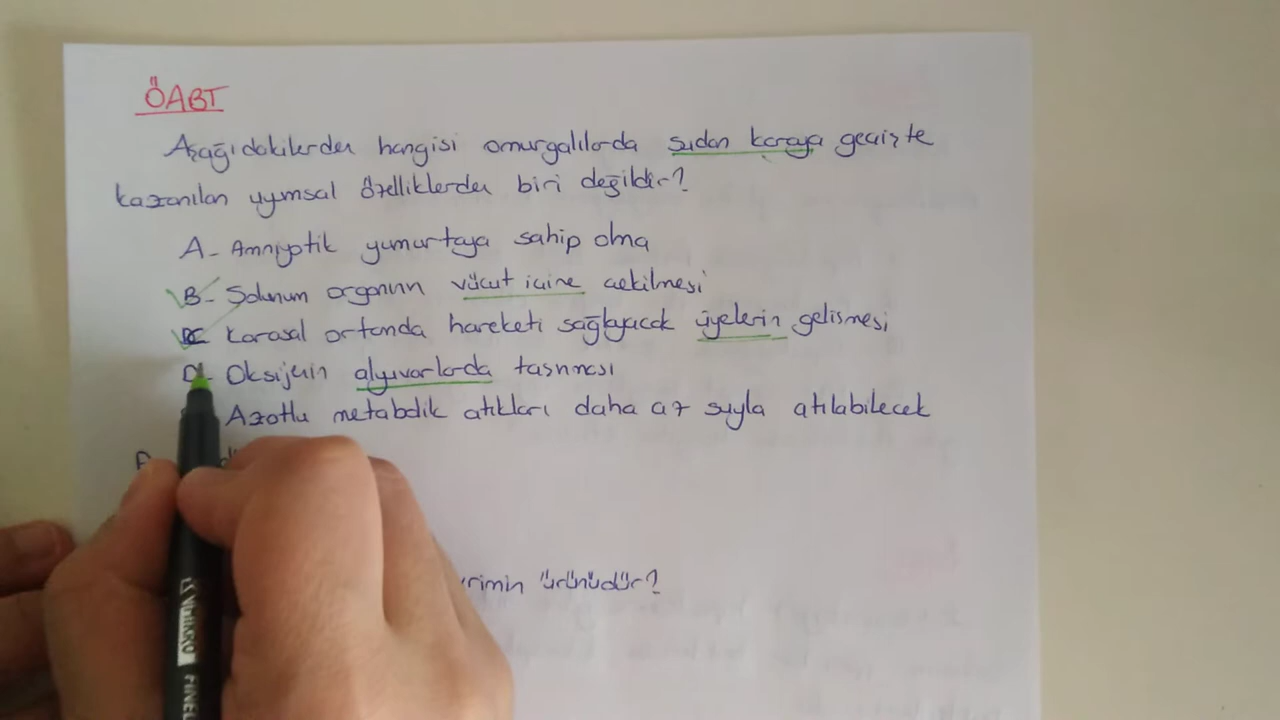 ÖABT
Aşağıdakilerden hangisi omurgalılarda sudan karaya geçişte
kazanılan uyumsal özelliklerden biri değildir?
A- Amniyotik yumurtaya sahip olma
B- Solunum organının vücut içine çekilmesi
C Karasal ortamda hareketi sağlayacak üyelerin gelişmesi
D- Oksijenin alyuvarlarda taşınması
Azotlu metabolik atıkları daha az suyla atılabilecek
ürünüdür?